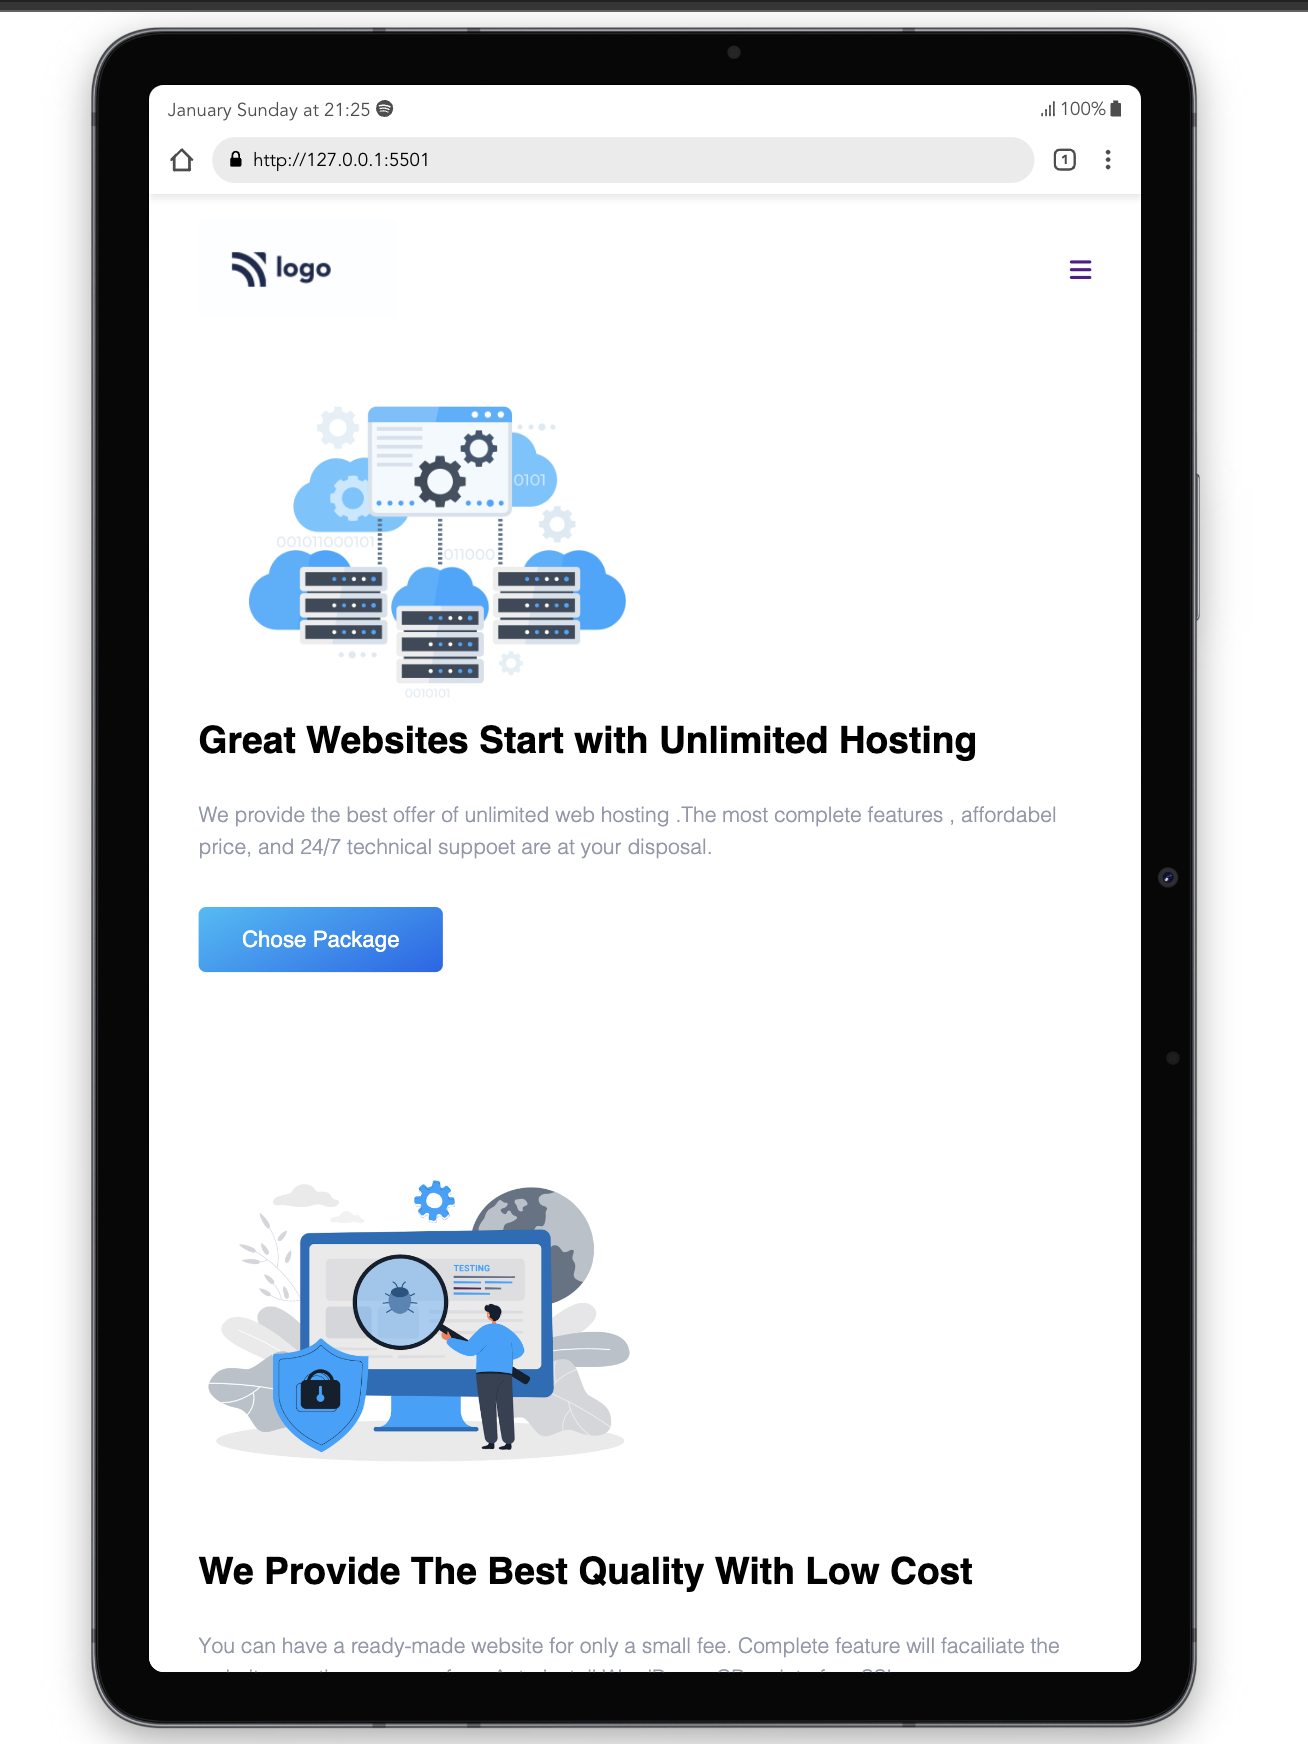 January Sunday at 21:25
100%
http://127.0.0.1:5501
1
logo
0101
001011000101
011000
0010101
Great Websites Start with Unlimited Hosting
We provide the best offer of unlimited web hosting .The most complete features , affordabel
price, and 24/7 technical suppoet are at your disposal.
Chose Package
TESTING
We Provide The Best Quality With Low Cost
You can have a ready-made website for only a small fee. Complete feature will facailiate the